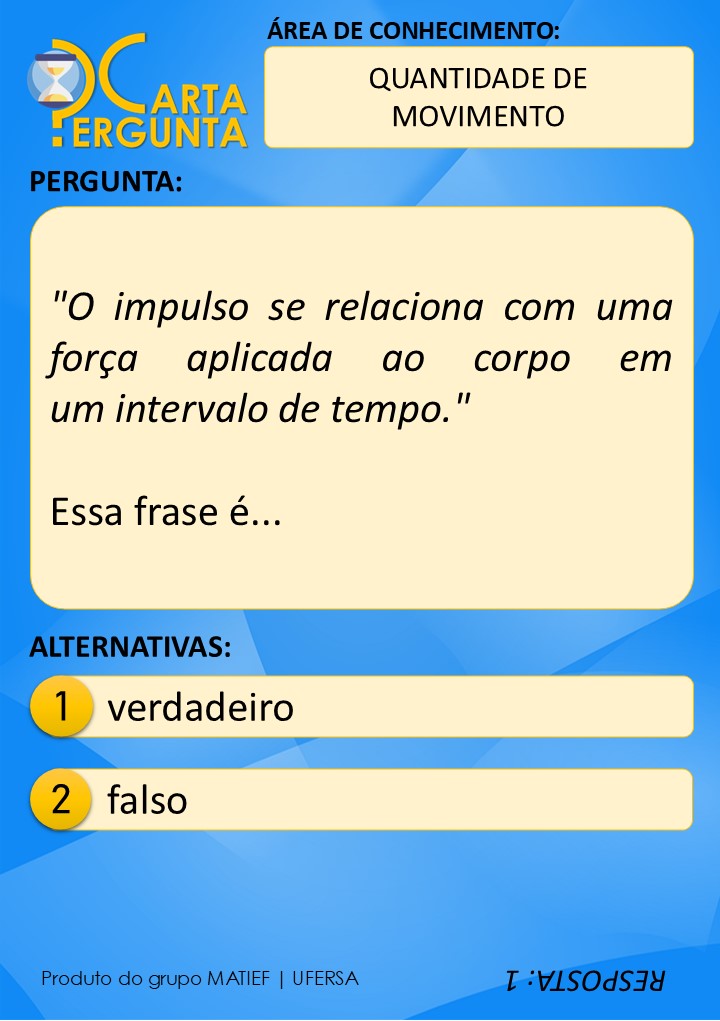 CARTA
PERGUNTA
ÁREA DE CONHECIMENTO:
QUANTIDADE DE
MOVIMENTO
PERGUNTA:
"O impulso se relaciona com uma
força aplicada ao corpo em
um intervalo de tempo."
Essa frase é...
ALTERNATIVAS:
1 verdadeiro
2 falso
Produto do grupo MATIEF | UFERSA
RESPOSTA: 1